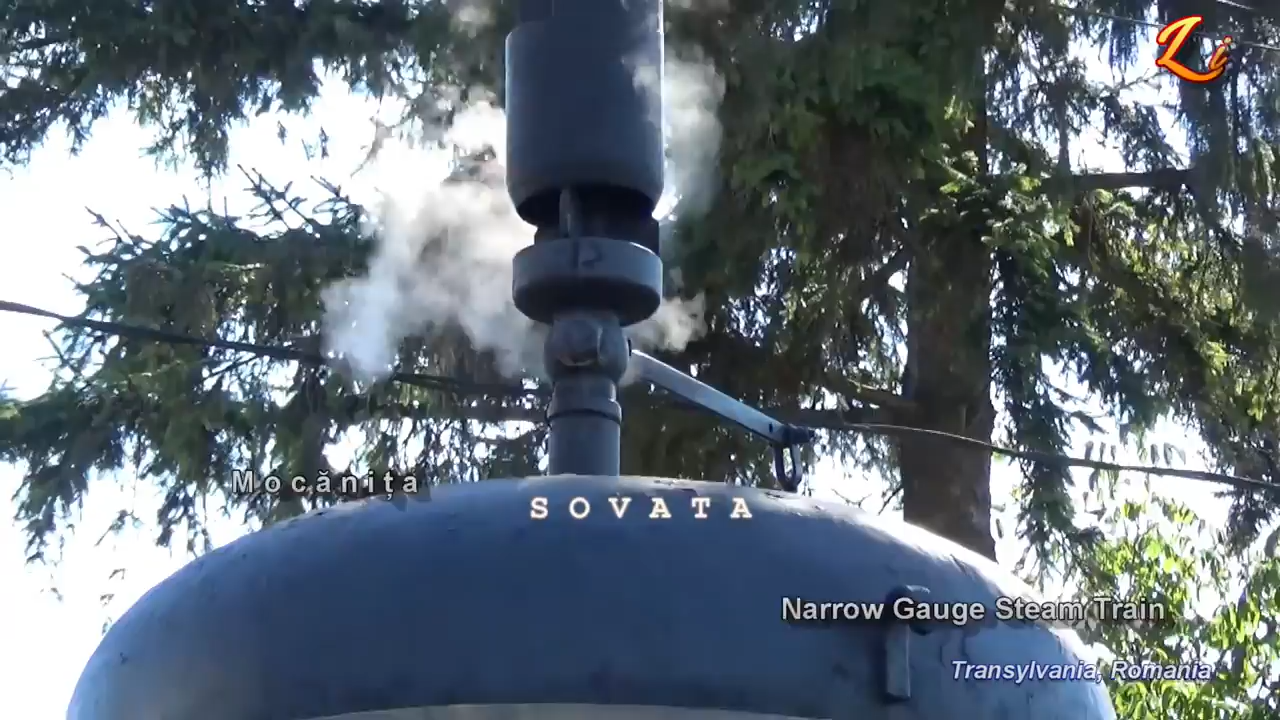 Li
Mocănița
SOVATA
Narrow Gauge Steam Train
Transylvania, Romania